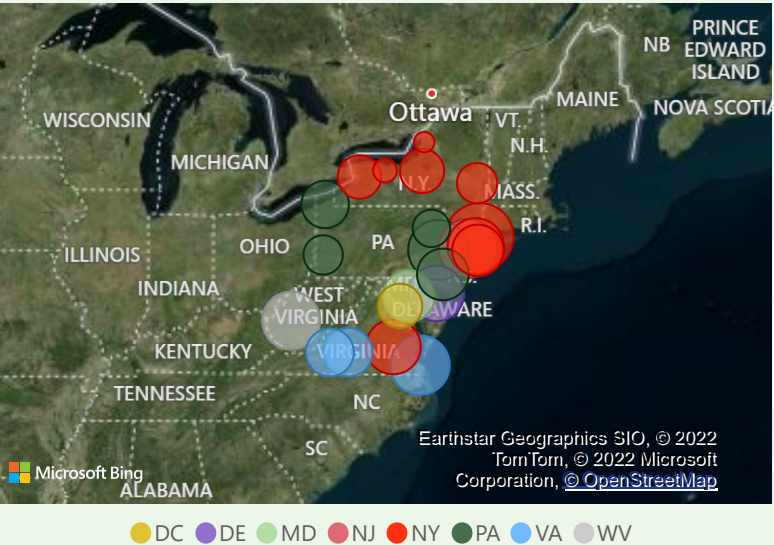 PRINCE
NB EDWARD
ISLAND
MAINE
NOVA SCOTIA
WISCONSIN
Ottawa
VT.
N.H.
MICHIGAN
N.Y.
MASS.
R.I.
ILLINOIS
OHIO
PA
INDIANA
WEST
VIRGINIA
DELAWARE
KENTUCKY
VIRGINIA
TENNESSEE
NC
SC
ALABAMA
Earthstar Geographics SIO, © 2022
TomTom, © 2022 Microsoft
Corporation, © OpenStreetMap
Microsoft Bing
DC DE MD NJ NY PA VA WV